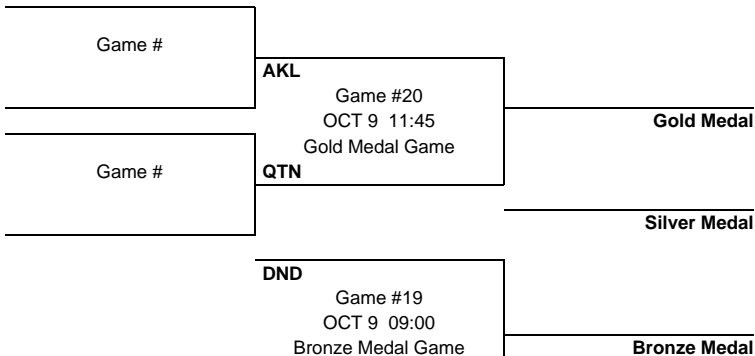 Game #
AKL
Game #20
OCT 9 11:45
Gold Medal
Gold Medal Game
Game #
QTN
Silver Medal
DND
Game #19
OCT 9 09:00
Bronze Medal Game
Bronze Medal